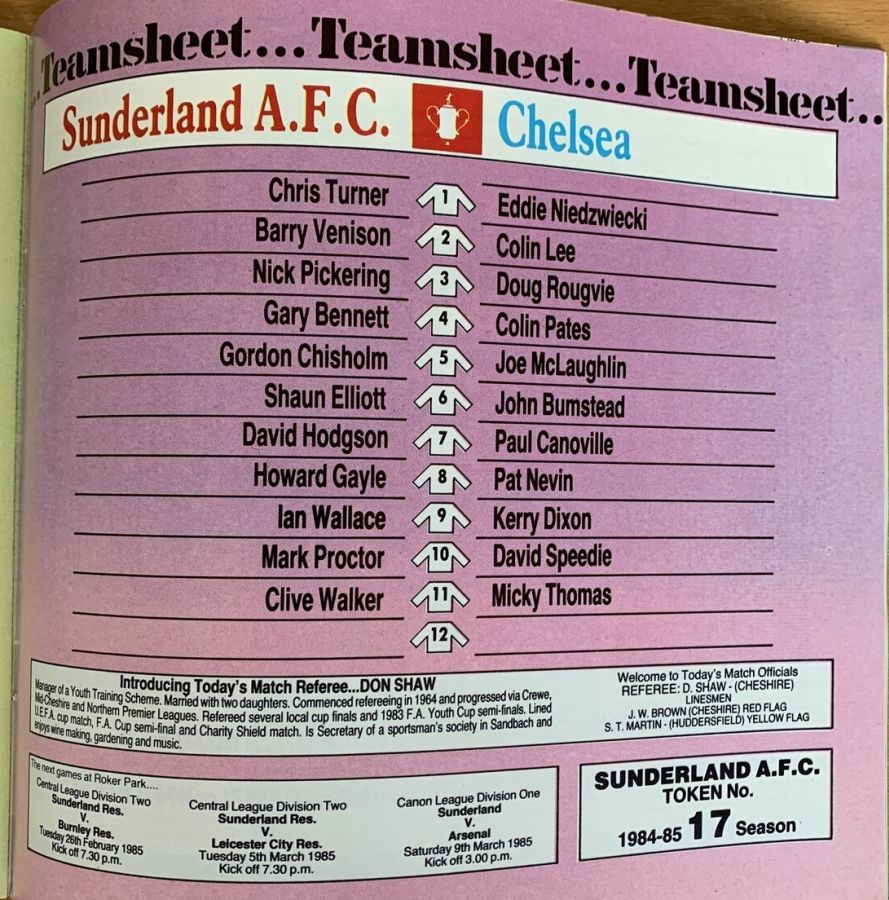 ..Teamsheet...Teamsheet...Teamsheet..
Sunderland A.F.C. Chelsea
Chris Turner 1 Eddie Niedzwiecki
Barry Venison 2 Colin Lee
Nick Pickering 3 Doug Rougvie
Gary Bennett 4 Colin Pates
Gordon Chisholm 5 Joe McLaughlin
Shaun Elliott 6 John Bumstead
David Hodgson 7 Paul Canoville
Howard Gayle 8 Pat Nevin
Ian Wallace 9 Kerry Dixon
Mark Proctor 10 David Speedie
Clive Walker 11 Micky Thomas
12
Introducing Today's Match Referee...DON SHAW
Manager of a Youth Training Scheme. Married with two daughters. Commenced refereeing in 1964 and progressed via Crewe,
Mid-Cheshire and Northern Premier Leagues. Refereed several local cup finals and 1983 F.A. Youth Cup semi-finals. Lined
U.E.F.A. cup match, F.A. Cup semi-final and Charity Shield match. Is Secretary of a sportsman's society in Sandbach and
enjoys wine making, gardening and music.
Welcome to Today's Match Officials
REFEREE: D. SHAW - (CHESHIRE)
LINESMEN
J. W. BROWN (CHESHIRE) RED FLAG
S. T. MARTIN - (HUDDERSFIELD) YELLOW FLAG
The next games at Roker Park....
Central League Division Two
Sunderland Res.
V.
Burnley Res.
Tuesday 26th February 1985
Kick off 7.30 p.m.
Central League Division Two
Sunderland Res.
V.
Leicester City Res.
Tuesday 5th March 1985
Kick off 7.30 p.m.
Canon League Division One
Sunderland
V.
Arsenal
Saturday 9th March 1985
Kick off 3.00 p.m.
SUNDERLAND A.F.C.
TOKEN No.
1984-85 17 Season